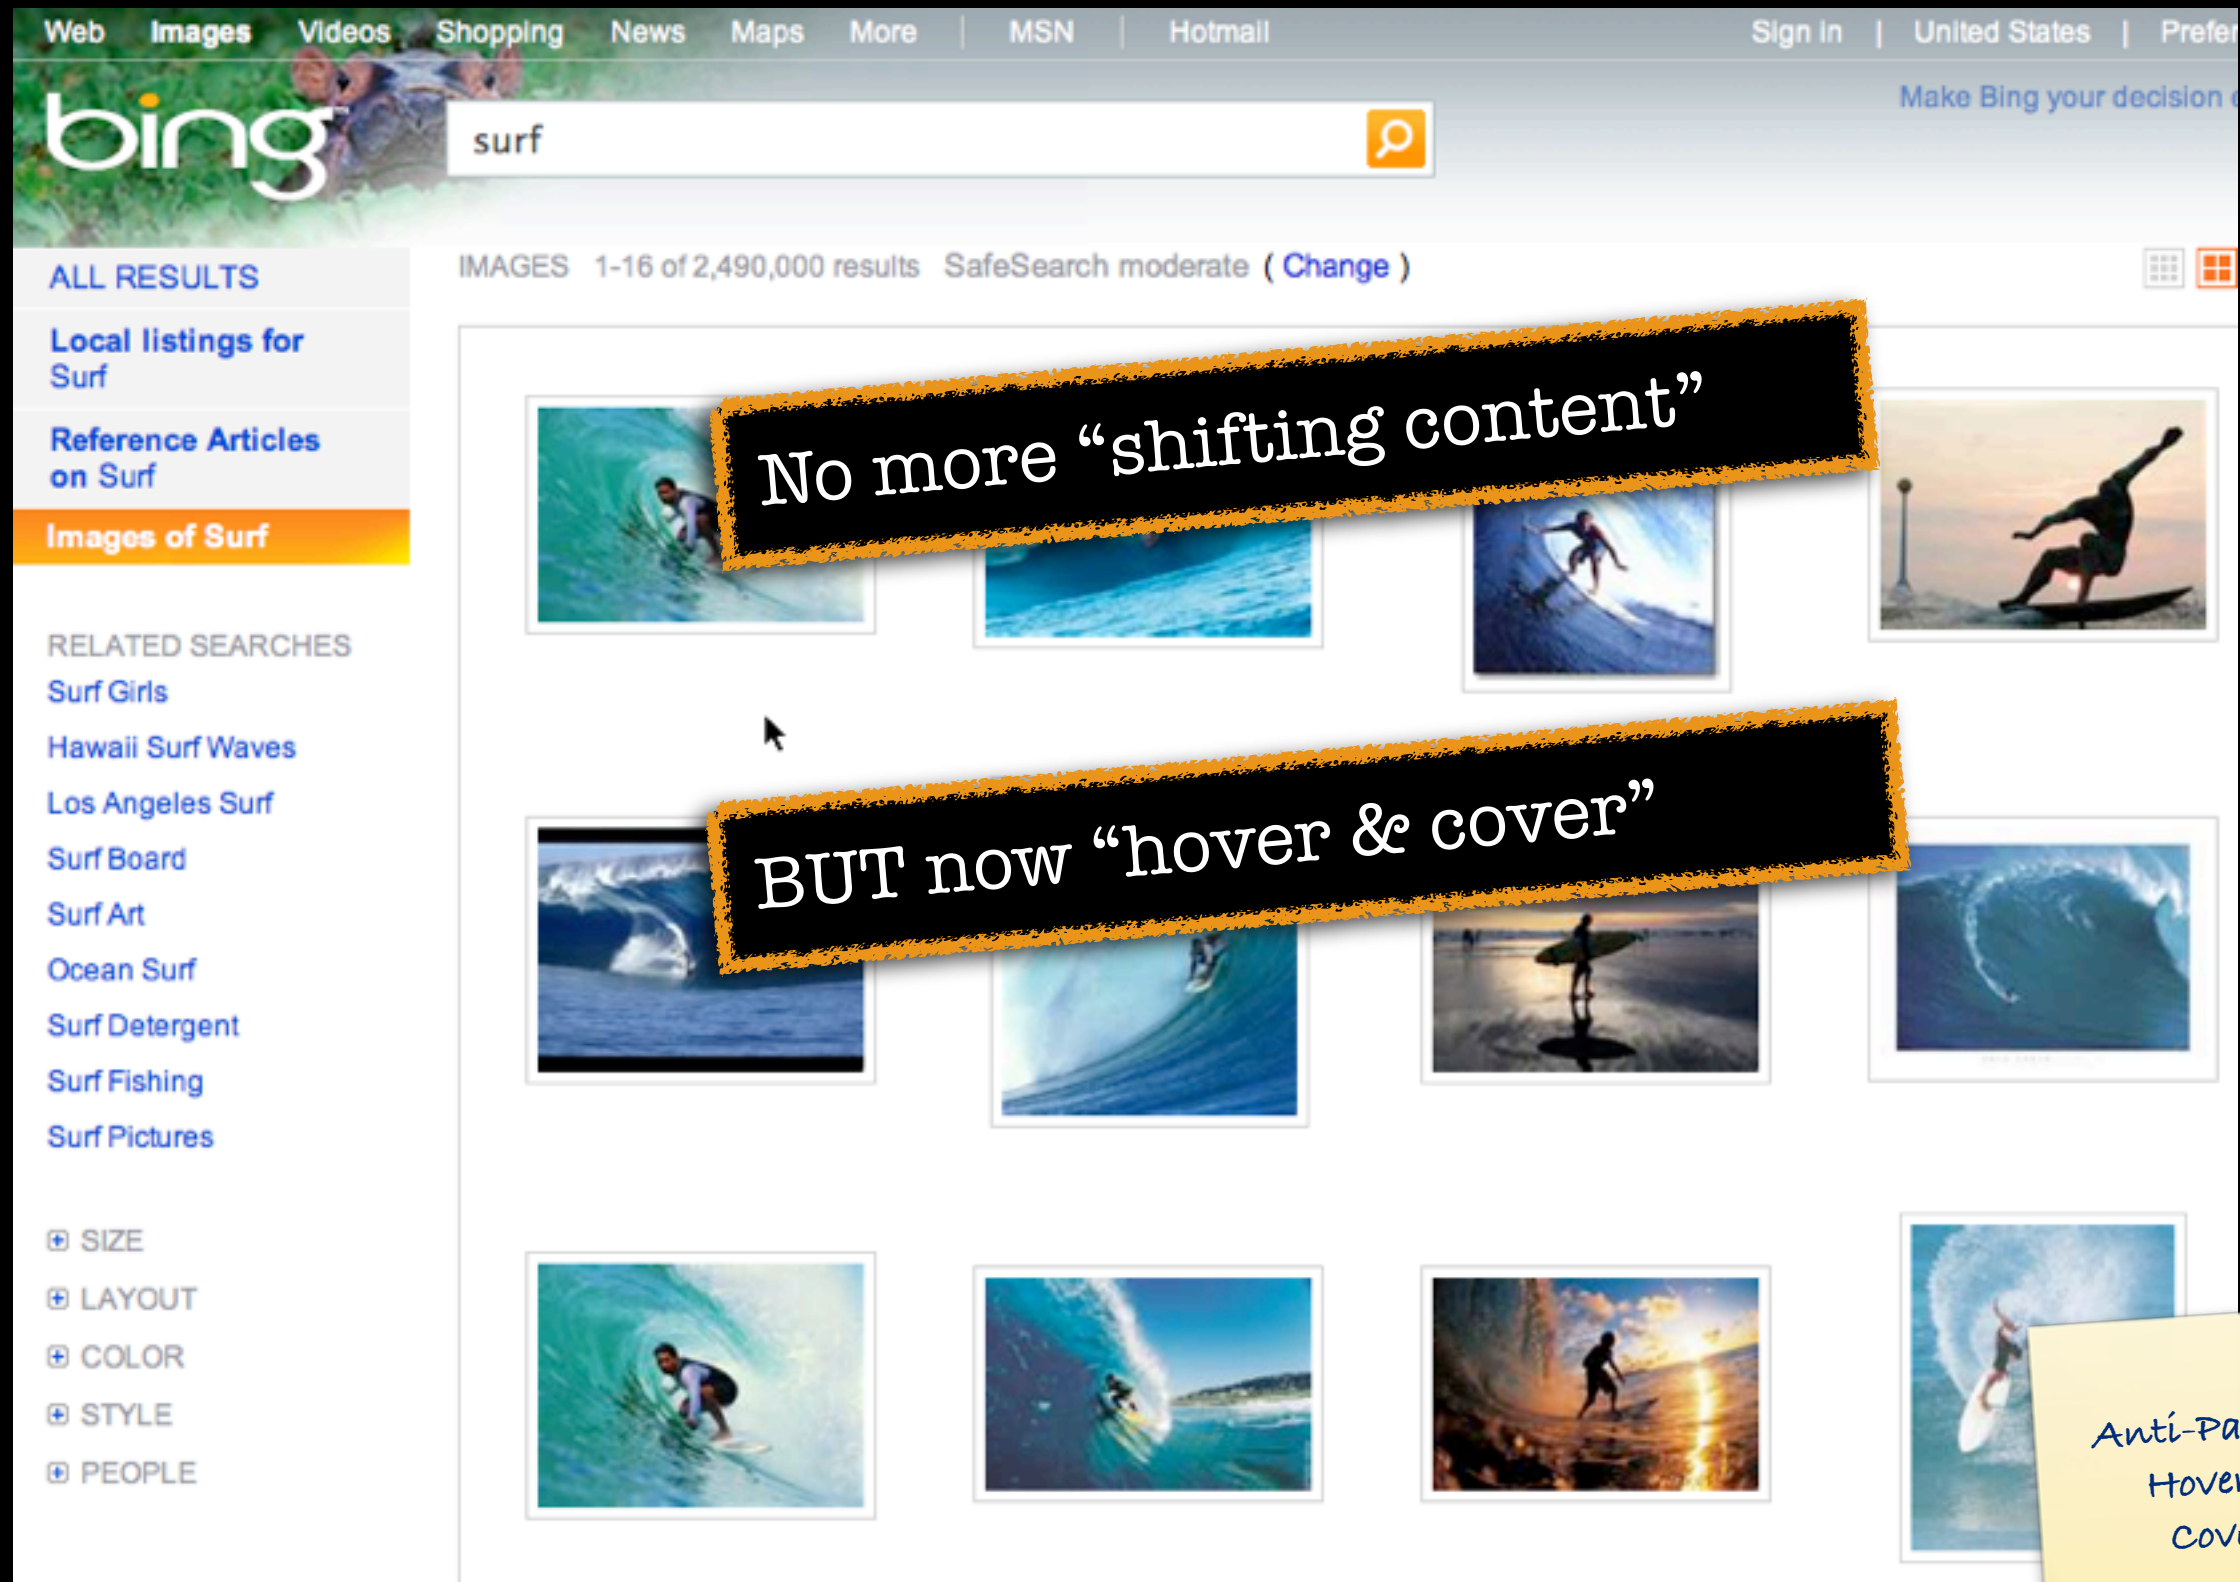 Web Images Videos Shopping News Maps More | MSN | Hotmail Sign in | United States |
bing
surf
Make Bing your decision
ALL RESULTS
Local listings for
Surf
Reference Articles
on Surf
Images of Surf
IMAGES 1-16 of 2,490,000 results SafeSearch moderate ( Change )
No more “shifting content”
BUT now “hover & cover”
RELATED SEARCHES
Surf Girls
Hawaii Surf Waves
Los Angeles Surf
Surf Board
Surf Art
Ocean Surf
Surf Detergent
Surf Fishing
Surf Pictures
SIZE
LAYOUT
COLOR
STYLE
PEOPLE